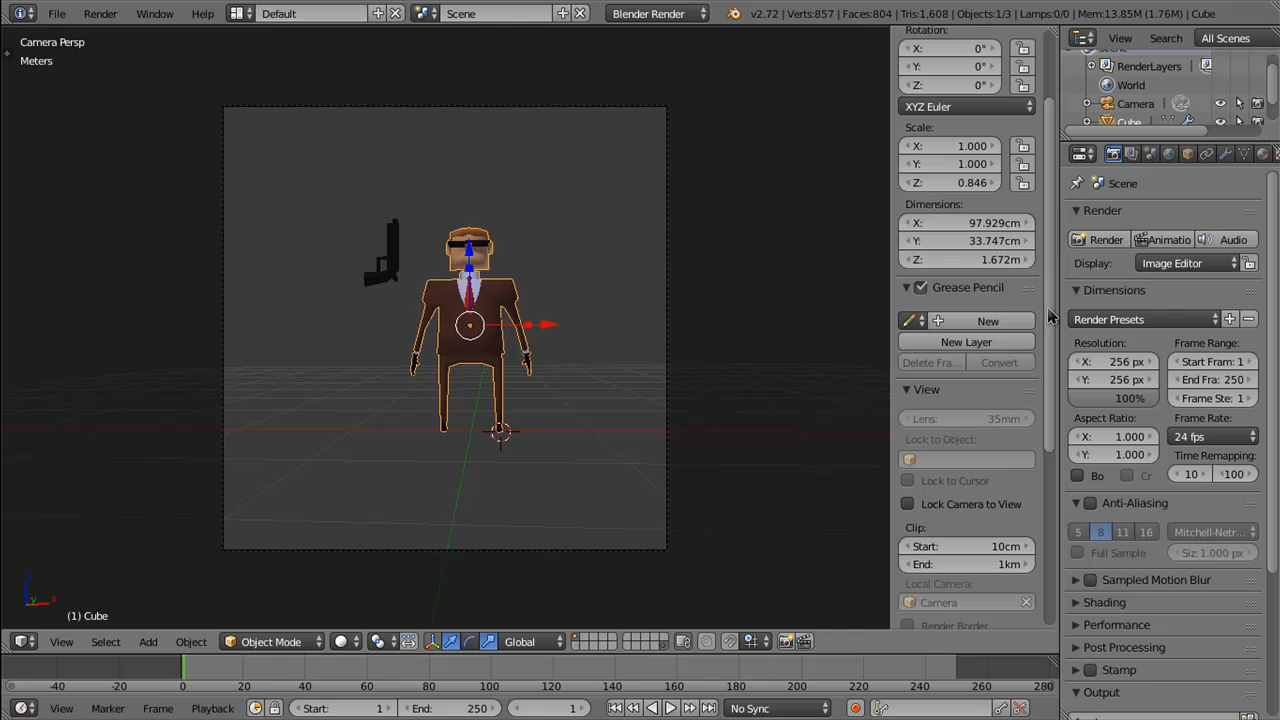 File Render Window Help Default Scene Blender Render v2.72 | Verts:857 | Faces:804 | Tris:1,608 | Objects:1/3 | Lamps:0/0 | Mem:13.85M (1.76M) | Cube
Camera Persp
Meters
(1) Cube
Rotation:
X: 0°
Y: 0°
Z: 0°
XYZ Euler
Scale:
X: 1.000
Y: 1.000
Z: 0.846
Dimensions:
X: 97.929cm
Y: 33.747cm
Z: 1.672m
Grease Pencil
New
New Layer
Delete Fra... Convert
View
Lens: 35mm
Lock to Object:
Lock to Cursor
Lock Camera to View
Clip:
Start: 10cm
End: 1km
Local Camera:
Camera
Render Border
View Search All Scenes
RenderLayers
World
Camera
Cube
Scene
Render
Render Animatio Audio
Display: Image Editor
Dimensions
Render Presets
Resolution: Frame Range:
X: 256 px Start Fram: 1
Y: 256 px End Fra: 250
100% Frame Ste: 1
Aspect Ratio: Frame Rate:
X: 1.000 24 fps
Y: 1.000 Time Remapping:
Bo Cr 10 100
Anti-Aliasing
5 8 11 16 Mitchell-Netr...
Full Sample Siz: 1.000 px
Sampled Motion Blur
Shading
Performance
Post Processing
Stamp
Output
View Select Add Object Object Mode Global
-40 -20 0 20 40 60 80 100 120 140 160 180 200 220 240 260 280
View Marker Frame Playback Start: 1 End: 250 1 No Sync